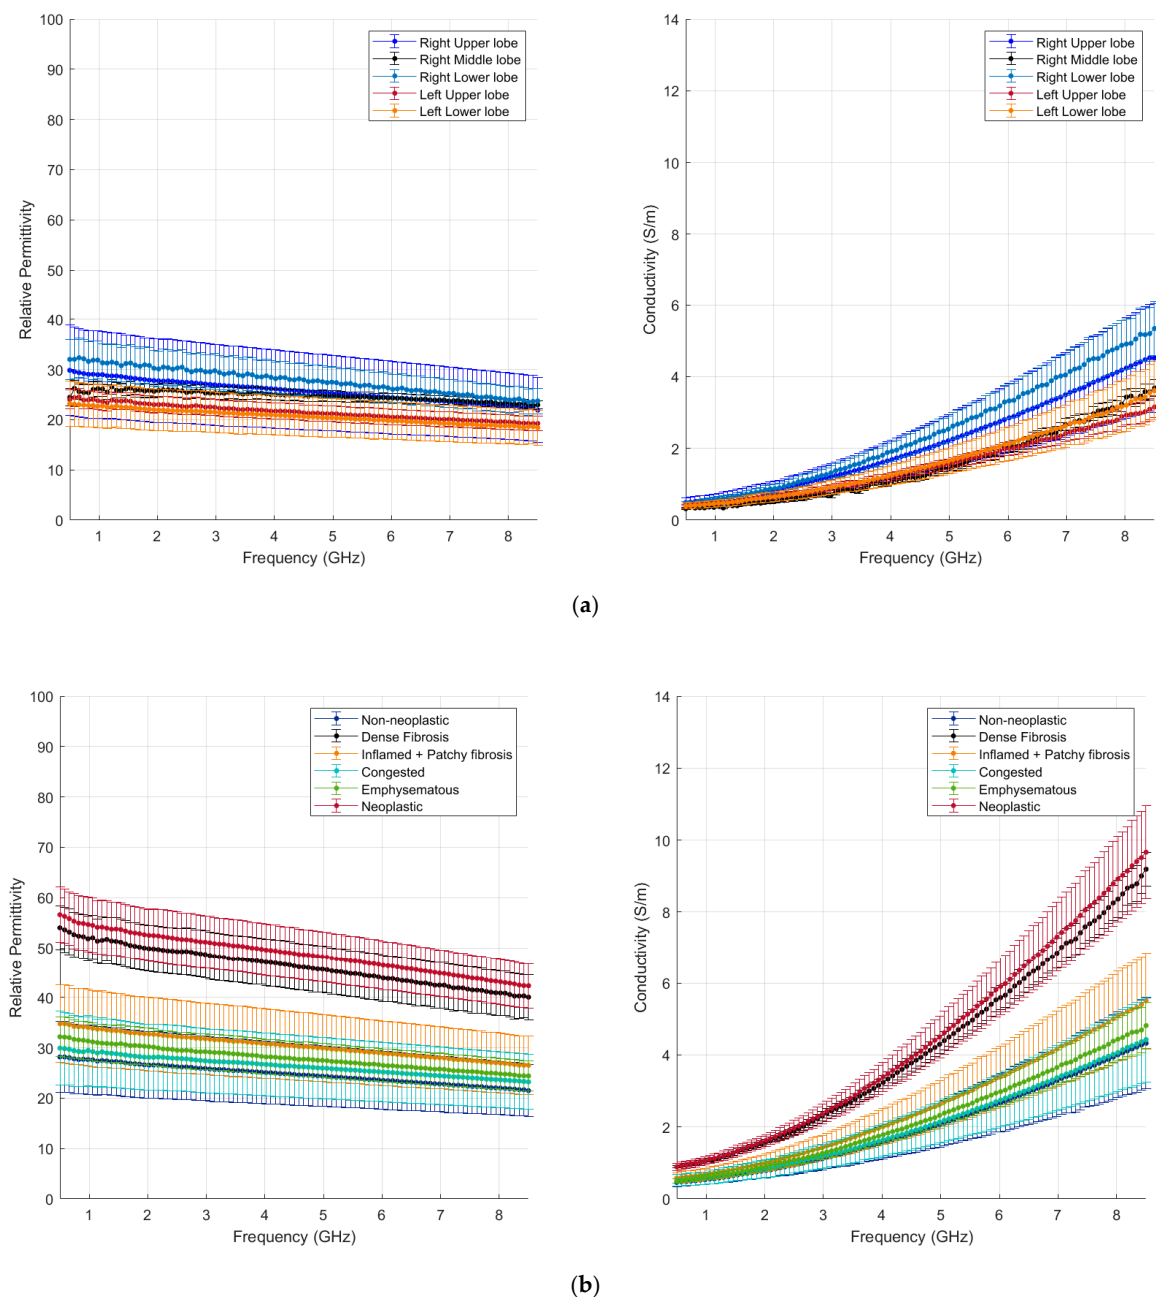 100
90
80
70
60
50
40
30
20
10
0
Relative Permittivity
1 2 3 4 5 6 7 8
Frequency (GHz)
Right Upper lobe
Right Middle lobe
Right Lower lobe
Left Upper lobe
Left Lower lobe
14
12
10
8
6
4
2
0
Conductivity (S/m)
1 2 3 4 5 6 7 8
Frequency (GHz)
Right Upper lobe
Right Middle lobe
Right Lower lobe
Left Upper lobe
Left Lower lobe
(a)
100
90
80
70
60
50
40
30
20
10
0
Relative Permittivity
1 2 3 4 5 6 7 8
Frequency (GHz)
Non-neoplastic
Dense Fibrosis
Inflamed + Patchy fibrosis
Congested
Emphysematous
Neoplastic
14
12
10
8
6
4
2
0
Conductivity (S/m)
1 2 3 4 5 6 7 8
Frequency (GHz)
Non-neoplastic
Dense Fibrosis
Inflamed + Patchy fibrosis
Congested
Emphysematous
Neoplastic
(b)